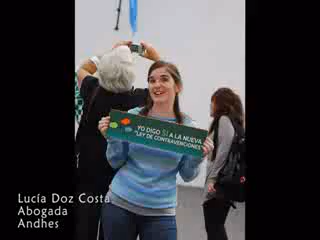 YO DIGO SÍ A LA NUEVA
"LEY DE CONTRAVENCIONES"
Lucía Doz Costa
Abogada
Andhes